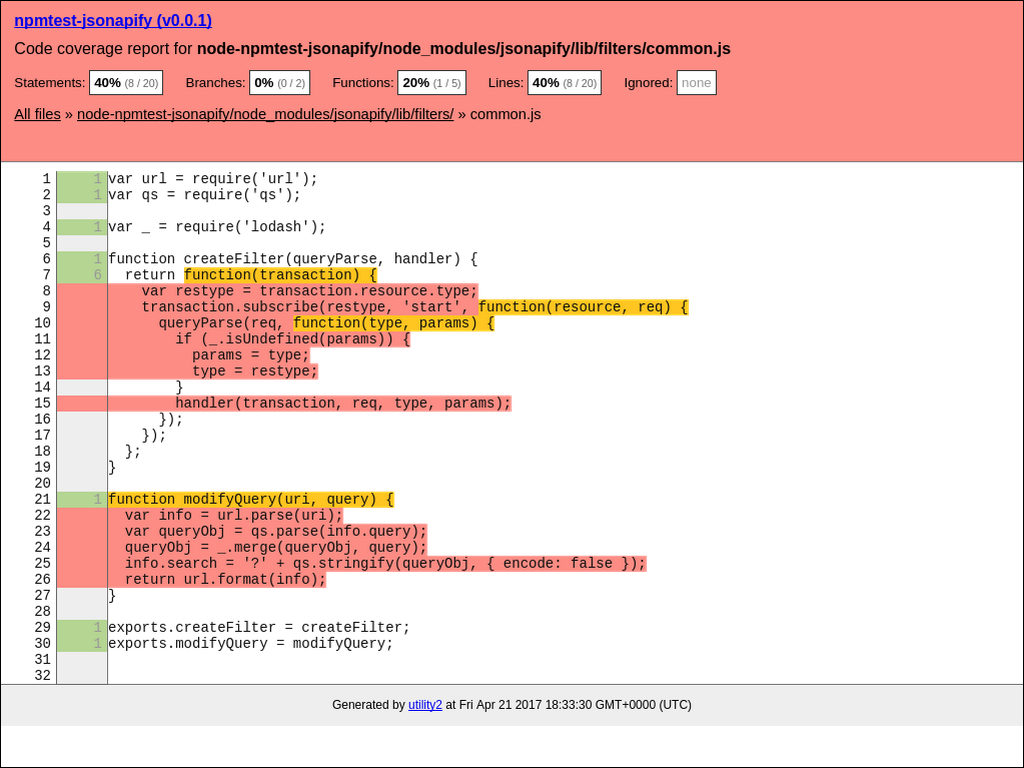 npmtest-jsonapify (v0.0.1)
Code coverage report for node-npmtest-jsonapify/node_modules/jsonapify/lib/filters/common.js
Statements: 40% (8 / 20) Branches: 0% (0 / 2) Functions: 20% (1 / 5) Lines: 40% (8 / 20) Ignored: none
All files » node-npmtest-jsonapify/node_modules/jsonapify/lib/filters/ » common.js
1 1 var url = require('url');
2 1 var qs = require('qs');
3
4 1 var _ = require('lodash');
5
6 1 function createFilter(queryParse, handler) {
7 6 return function(transaction) {
8 var restype = transaction.resource.type;
9 transaction.subscribe(restype, 'start', function(resource, req) {
10 queryParse(req, function(type, params) {
11 if (_.isUndefined(params)) {
12 params = type;
13 type = restype;
14 }
15 handler(transaction, req, type, params);
16 });
17 });
18 };
19 }
20
21 1 function modifyQuery(uri, query) {
22 var info = url.parse(uri);
23 var queryObj = qs.parse(info.query);
24 queryObj = _.merge(queryObj, query);
25 info.search = '?' + qs.stringify(queryObj, { encode: false });
26 return url.format(info);
27 }
28
29 1 exports.createFilter = createFilter;
30 1 exports.modifyQuery = modifyQuery;
31
32
Generated by utility2 at Fri Apr 21 2017 18:33:30 GMT+0000 (UTC)